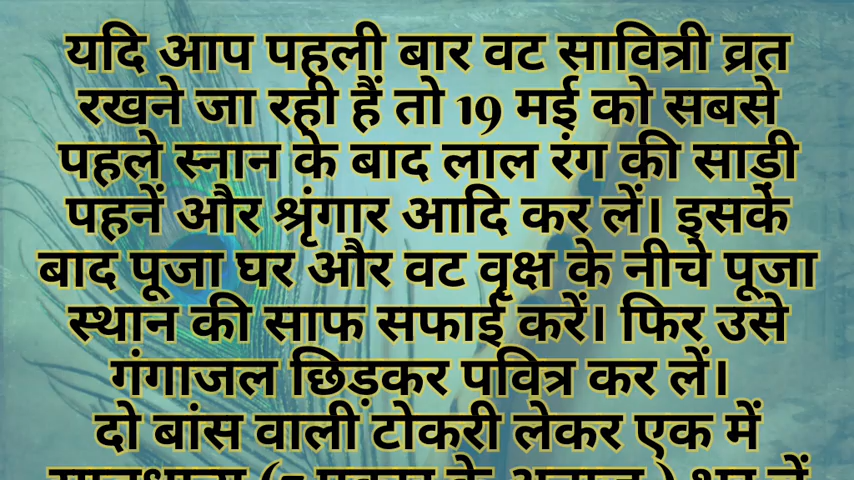 यदि आप पहली बार वट सावित्री व्रत
रखने जा रही हैं तो 19 मई को सबसे
पहले स्नान के बाद लाल रंग की साड़ी
पहनें और श्रृंगार आदि कर लें। इसके
बाद पूजा घर और वट वृक्ष के नीचे पूजा
स्थान की साफ सफाई करें। फिर उसे
गंगाजल छिड़कर पवित्र कर लें।
दो बांस वाली टोकरी लेकर एक में